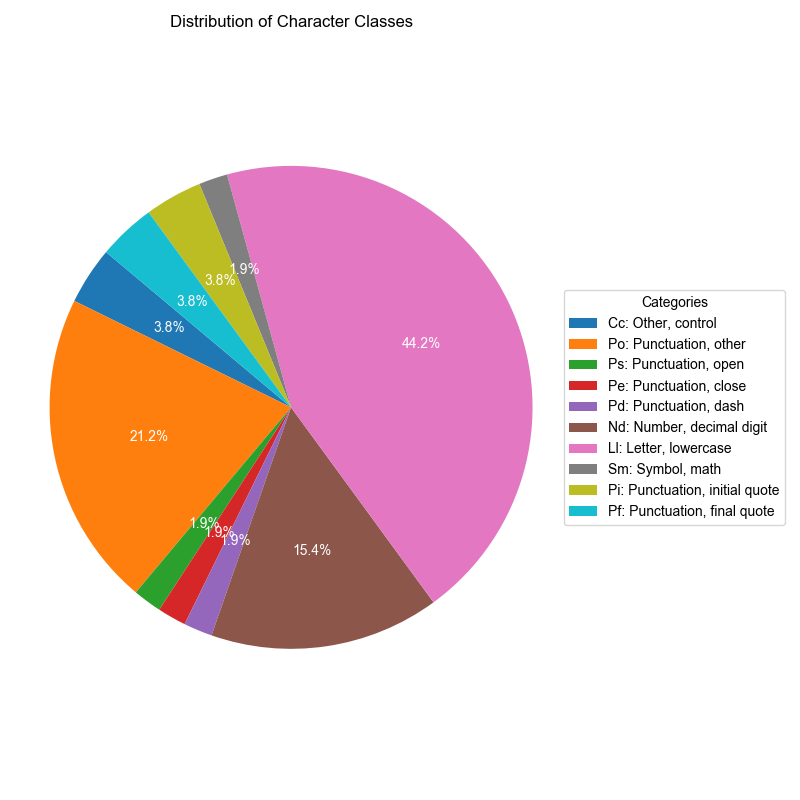 Distribution of Character Classes
1.9%
44.2%
3.8%
3.8%
3.8%
21.2%
1.9%
1.9%
1.9%
15.4%
Categories
Cc: Other, control
Po: Punctuation, other
Ps: Punctuation, open
Pe: Punctuation, close
Pd: Punctuation, dash
Nd: Number, decimal digit
Ll: Letter, lowercase
Sm: Symbol, math
Pi: Punctuation, initial quote
Pf: Punctuation, final quote